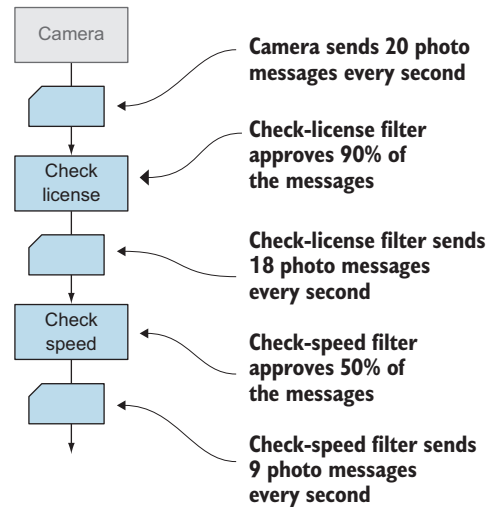 Camera
Camera sends 20 photo
messages every second
Check-license filter
approves 90% of
the messages
Check
license
Check-license filter sends
18 photo messages
every second
Check
speed
Check-speed filter
approves 50% of
the messages
Check-speed filter sends
9 photo messages
every second